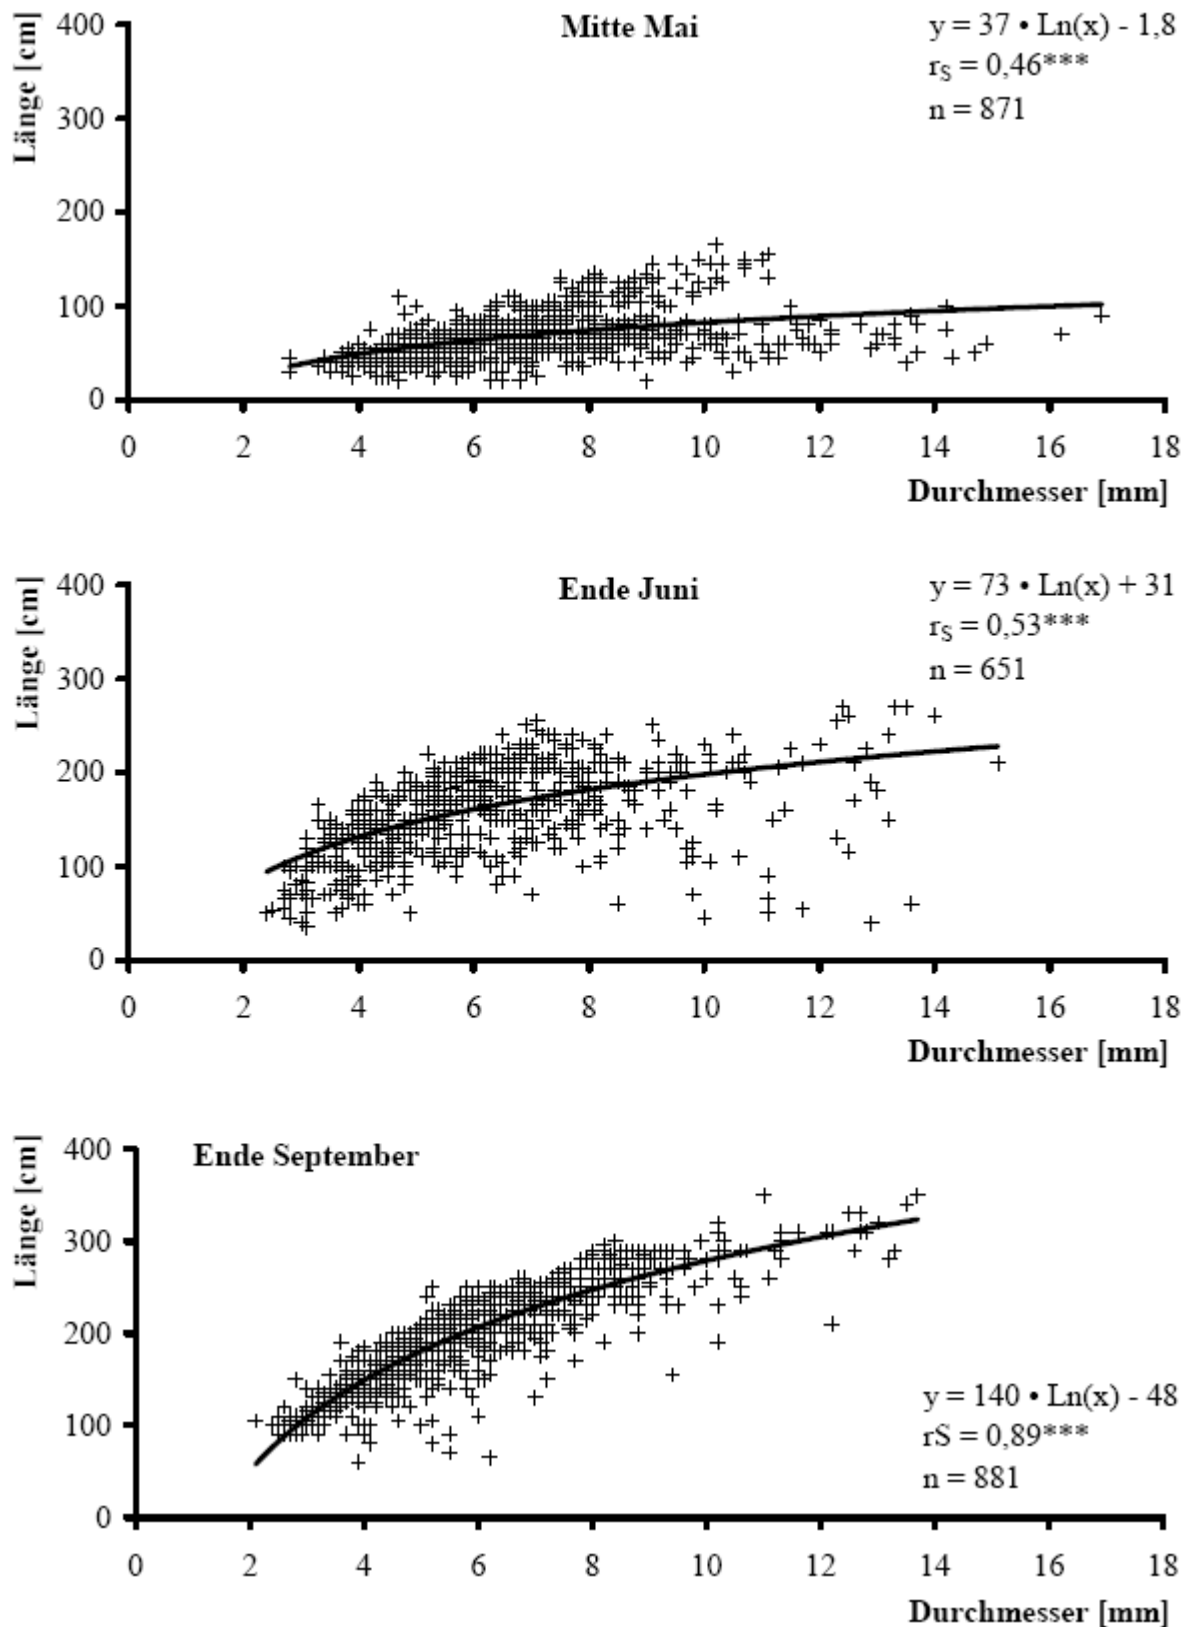 Mitte Mai
y = 37 • Ln(x) - 1,8
rS = 0,46***
n = 871
Länge [cm]
400
300
200
100
0
0 2 4 6 8 10 12 14 16 18
Durchmesser [mm]
Ende Juni
y = 73 • Ln(x) + 31
rS = 0,53***
n = 651
Länge [cm]
400
300
200
100
0
0 2 4 6 8 10 12 14 16 18
Durchmesser [mm]
Ende September
Länge [cm]
400
300
200
100
0
y = 140 • Ln(x) - 48
rS = 0,89***
n = 881
0 2 4 6 8 10 12 14 16 18
Durchmesser [mm]